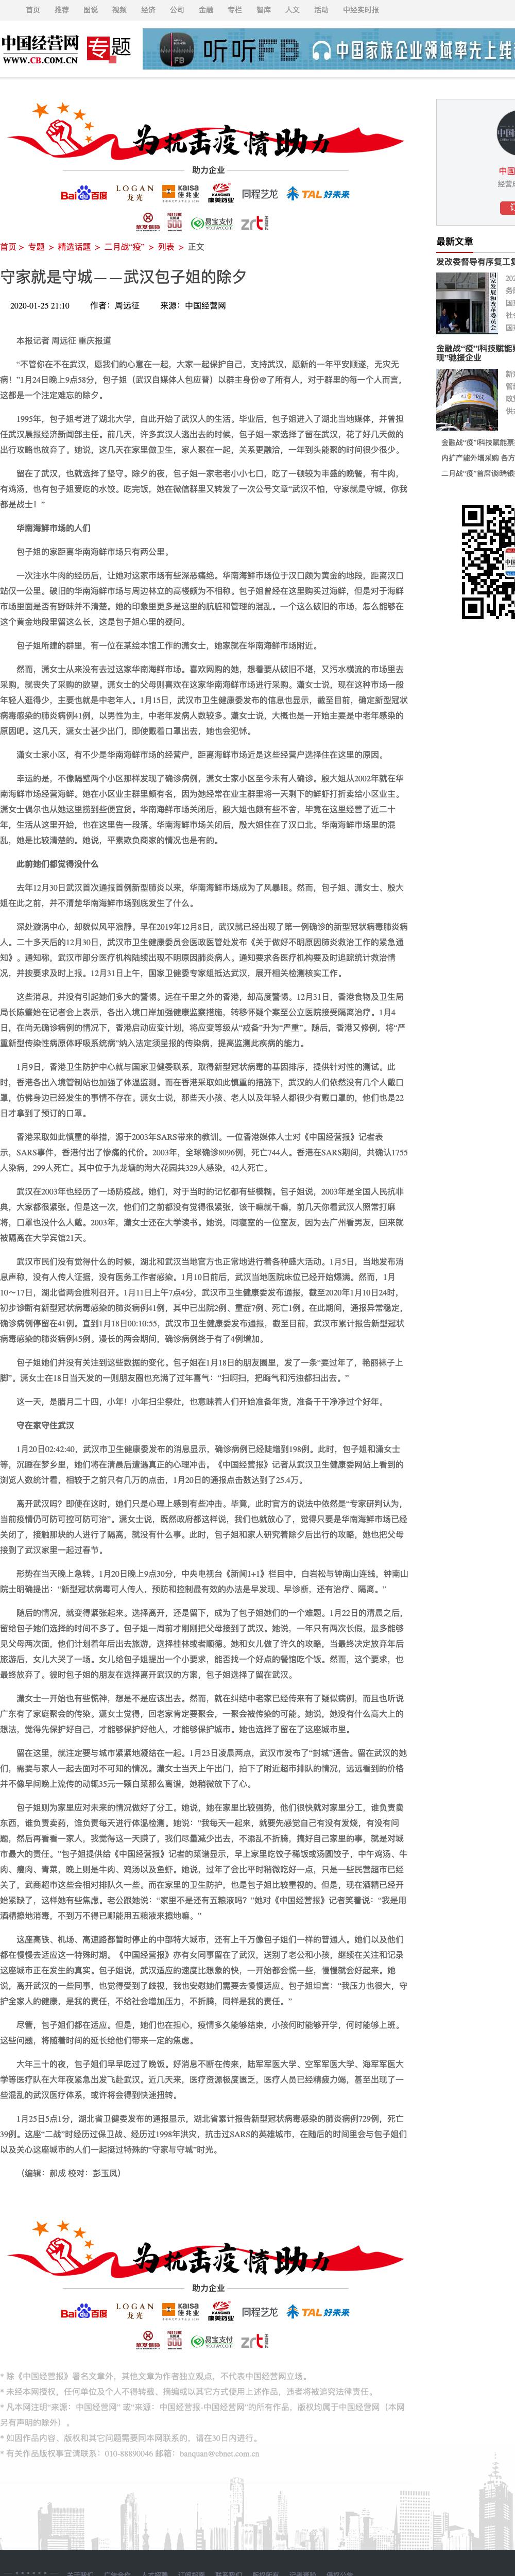 首页 推荐 图说 视频 经济 公司 金融 专栏 智库 人文 活动 中经实时报
中国经营网
WWW.CB.COM.CN
专题
FB
听听FB
中国家族企业领域率先上线
为抗击疫情助力
助力企业
Bai百度 LOGAN 龙光 KAISA 佳兆业 康美药业 同程艺龙 TAL好未来
华夏保险 FORTUNE 500 易宝支付 zrt
首页 > 专题 > 精选话题 > 二月战“疫” > 列表 > 正文
守家就是守城——武汉包子姐的除夕
2020-01-25 21:10 作者：周远征 来源：中国经营网
本报记者 周远征 重庆报道
“不管你在不在武汉，愿我们的心意在一起，大家一起保护自己，支持武汉，愿新的一年平安顺遂，无灾无
病！”1月24日晚上9点58分，包子姐（武汉自媒体人包应曾）以群主身份@了所有人，对于群里的每一个人而言，
这都是一个注定难忘的除夕。
1995年，包子姐考进了湖北大学，自此开始了武汉人的生活。毕业后，包子姐进入了湖北当地媒体，并曾担
任武汉晨报经济新闻部主任。前几天，许多武汉人逃出去的时候，包子姐一家选择了留在武汉，花了好几天做的
出行攻略也放弃了。她说，这几天在家里做卫生，家人聚在一起，关系更融洽，一年到头能聚的时间很少很少。
留在了武汉，也就选择了坚守。除夕的夜，包子姐一家老老小小七口，吃了一顿较为丰盛的晚餐，有牛肉，
有鸡汤，也有包子姐爱吃的水饺。吃完饭，她在微信群里又转发了一次公号文章“武汉不怕，守家就是守城，你我
都是战士！”
华南海鲜市场的人们
包子姐的家距离华南海鲜市场只有两公里。
一次注水牛肉的经历后，让她对这家市场有些深恶痛绝。华南海鲜市场位于汉口颇为黄金的地段，距离汉口
站仅一公里。破旧的华南海鲜市场与周边林立的高楼颇为不相称。包子姐曾经在这里购买过海鲜，但是对于海鲜
市场里面是否有野味并不清楚。她的印象里更多是这里的肮脏和管理的混乱。一个这么破旧的市场，怎么能够在
这个黄金地段里留这么长，这是包子姐心里的疑问。
包子姐所建的群里，有一位在某绘本馆工作的潇女士，她家就在华南海鲜市场附近。
然而，潇女士从来没有去过这家华南海鲜市场。喜欢网购的她，想着要从破旧不堪，又污水横流的市场里去
采购，就丧失了采购的欲望。潇女士的父母则喜欢在这家华南海鲜市场进行采购。潇女士说，现在这种市场一般
年轻人逛得少，主要也就是中老年人。1月15日，武汉市卫生健康委发布的信息也显示，截至目前，确定新型冠状
病毒感染的肺炎病例41例，以男性为主，中老年发病人数较多。潇女士说，大概也是一开始主要是中老年感染的
原因吧。这几天，潇女士甚少出门，即使戴着口罩出去，她也会犯怵。
潇女士家小区，有不少是华南海鲜市场的经营户，距离海鲜市场近是这些经营户选择住在这里的原因。
幸运的是，不像隔壁两个小区那样发现了确诊病例，潇女士家小区至今未有人确诊。殷大姐从2002年就在华
南海鲜市场经营海鲜。她在小区业主群里颇有名，因为她经常在业主群里将一天剩下的鲜虾打折卖给小区业主。
潇女士偶尔也从她这里捞到些便宜货。华南海鲜市场关闭后，殷大姐也颇有些不舍，毕竟在这里经营了近二十
年，生活从这里开始，也在这里告一段落。华南海鲜市场关闭后，殷大姐住在了汉口北。华南海鲜市场里的混
乱，她是比较清楚的。她说，平素欺负商家的情况也是有的。
此前她们都觉得没什么
去年12月30日武汉首次通报首例新型肺炎以来，华南海鲜市场成为了风暴眼。然而，包子姐、潇女士、殷大
姐在此之前，并不清楚华南海鲜市场到底发生了什么。
深处漩涡中心，却貌似风平浪静。早在2019年12月8日，武汉就已经出现了第一例确诊的新型冠状病毒肺炎病
人。二十多天后的12月30日，武汉市卫生健康委员会医政医管处发布《关于做好不明原因肺炎救治工作的紧急通
知》。通知称，武汉市部分医疗机构陆续出现不明原因肺炎病人。通知要求各医疗机构要及时追踪统计救治情
况，并按要求及时上报。12月31日上午，国家卫健委专家组抵达武汉，展开相关检测核实工作。
这些消息，并没有引起她们多大的警惕。远在千里之外的香港，却高度警惕。12月31日，香港食物及卫生局
局长陈肇始在记者会上表示，各出入境口岸加强健康监察措施，转移怀疑个案至公立医院接受隔离治疗。1月4
日，在尚无确诊病例的情况下，香港启动应变计划，将应变等级从“戒备”升为“严重”。随后，香港又修例，将“严
重新型传染性病原体呼吸系统病”纳入法定须呈报的传染病，提高监测此疾病的能力。
1月9日，香港卫生防护中心就与国家卫健委联系，取得新型冠状病毒的基因排序，提供针对性的测试。此
时，香港各出入境管制站也加强了体温监测。而在香港采取如此慎重的措施下，武汉的人们依然没有几个人戴口
罩，仿佛身边已经发生的事情不存在。潇女士说，那些天小孩、老人以及年轻人都很少有戴口罩的，他们也是22
日才拿到了预订的口罩。
香港采取如此慎重的举措，源于2003年SARS带来的教训。一位香港媒体人士对《中国经营报》记者表
示，SARS事件，香港付出了惨痛的代价。2003年，全球确诊8096例，死亡744人。香港在SARS期间，共确认1755
人染病，299人死亡。其中位于九龙塘的淘大花园共329人感染，42人死亡。
武汉在2003年也经历了一场防疫战。她们，对于当时的记忆都有些模糊。包子姐说，2003年是全国人民抗非
典，大家都很紧张。但是这一次，他们们之前都没有觉得很紧张，该干嘛就干嘛，前几天你看武汉人照常打麻
将，口罩也没什么人戴。2003年，潇女士还在大学读书。她说，同寝室的一位室友，因为去广州看男友，回来就
被隔离在大学宾馆21天。
武汉市民们没有觉得什么的时候，湖北和武汉当地官方也正常地进行着各种盛大活动。1月5日，当地发布消
息声称，没有人传人证据，没有医务工作者感染。1月10日前后，武汉当地医院床位已经开始爆满。然而，1月
10～17日，湖北省两会胜利召开。1月11日上午7点4分，武汉市卫生健康委发布通报，截至2020年1月10日24时，
初步诊断有新型冠状病毒感染的肺炎病例41例，其中已出院2例、重症7例、死亡1例。在此期间，通报异常稳定，
确诊病例停留在41例。直到1月18日00:10:55，武汉市卫生健康委发布通报，截至目前，武汉市累计报告新型冠状
病毒感染的肺炎病例45例。漫长的两会期间，确诊病例终于有了4例增加。
包子姐她们并没有关注到这些数据的变化。包子姐在1月18日的朋友圈里，发了一条“要过年了，艳丽袜子上
脚”。潇女士在18日当天发的一则朋友圈也充满了过年喜气：“扫啊扫，把晦气和污浊都扫出去。”
这一天，是腊月二十四，小年！小年扫尘祭灶，也意味着人们开始准备年货，准备干干净净过个好年。
守在家守住武汉
1月20日02:42:40，武汉市卫生健康委发布的消息显示，确诊病例已经陡增到198例。此时，包子姐和潇女士
等，沉睡在梦乡里，她们将在清晨后遭遇真正的心理冲击。《中国经营报》记者从武汉卫生健康委网站上看到的
浏览人数统计看，相较于之前只有几万的点击，1月20日的通报点击数达到了25.4万。
离开武汉吗？即使在这时，她们只是心理上感到有些冲击。毕竟，此时官方的说法中依然是“专家研判认为，
当前疫情仍可防可控可防可治”。潇女士说，既然政府都这样说，我们也就放心了，觉得只要是华南海鲜市场已经
关闭了，接触那块的人进行了隔离，就没有什么事。此时，包子姐和家人研究着除夕后出行的攻略，她也把父母
接到了武汉家里一起过春节。
形势在当天晚上急转。1月20日晚上9点30分，中央电视台《新闻1+1》栏目中，白岩松与钟南山连线，钟南山
院士明确提出：“新型冠状病毒可人传人，预防和控制最有效的办法是早发现、早诊断，还有治疗、隔离。”
随后的情况，就变得紧张起来。选择离开，还是留下，成为了包子姐她们的一个难题。1月22日的清晨之后，
留给包子她们选择的时间不多了。包子姐一周前才刚刚把父母接到了武汉。她说，一年只有两次长假，最多能够
见父母两次面，他们计划着年后出去旅游，选择桂林或者顺德。她和女儿做了许久的攻略，当最终决定放弃年后
旅游后，女儿大哭了一场。女儿给包子姐提出一个小要求，能否找一个好点的餐馆吃个饭。然而，这个要求，也
最终放弃了。彼时包子姐的朋友在选择离开武汉的方案，包子姐选择了留在武汉。
潇女士一开始也有些慌神，想是不是应该出去。然而，就在纠结中老家已经传来有了疑似病例，而且也听说
广东有了家庭聚会的传染。潇女士觉得，回老家肯定要聚会，一聚会被传染的可能。她说，她没有什么高大上的
想法，觉得先保护好自己，才能够保护好他人，才能够保护城市。她也选择了留在了这座城市里。
留在这里，就注定要与城市紧紧地凝结在一起。1月23日凌晨两点，武汉市发布了“封城”通告。留在武汉的她
们，需要与家人一起去面对不可知的情况。潇女士当天上午出门，拍下了附近超市排队的情况，远远看到的价格
并不像早间晚上流传的动辄35元一颗白菜那么离谱，她稍微放下了心。
包子姐则为家里应对未来的情况做好了分工。她说，她在家里比较强势，他们很快就对家里分工，谁负责卖
东西，谁负责卖药，谁负责每天进行体温检测。她说：“我每天一起来，就要先感觉自己有没有发烧，有没有问
题，然后再看看一家人，我觉得这一天赚了，我们尽量减少出去，不添乱不折腾，搞好自己家里的事，就是对城
市最大的责任。”包子姐提供给《中国经营报》记者的菜谱显示，早上家里吃饺子稀饭或汤圆饺子，中午鸡汤、牛
肉、瘦肉、青菜，晚上则是牛肉、鸡汤以及鱼虾。她说，过年了会比平时稍微吃好一点，只是一些民营超市已经
关了，武商超市这些会相对排队久一些。而在家里的卫生防护，也是包子姐比较重视的。但是，现在酒精已经开
始紧缺了，这样她有些焦虑。老公跟她说：“家里不是还有五粮液吗？”她对《中国经营报》记者笑着说：“我是用
酒精擦地消毒，不到万不得已哪能用五粮液来擦地嘛。”
这座高铁、机场、高速路都暂时停止的中部特大城市，还有上千万像包子姐们一样的普通人。她们以及他们
都在慢慢去适应这一特殊时期。《中国经营报》亦有女同事留在了武汉，送别了老公和小孩，继续在关注和记录
这座城市正在发生的真实。包子姐说，武汉适应的速度比想象的快，一开始都会慌一些，慢慢就会好起来。她
说，离开武汉的一些同事，也觉得受到了歧视，我也安慰她们需要去慢慢适应。包子姐坦言：“我压力也很大，守
护全家人的健康，是我的责任，不给社会增加压力，不折腾，同样是我的责任。”
尽管，包子姐们都在适应。但是，她们也在担心，疫情多久能够结束，小孩何时能够开学，何时能够上班。
这些问题，将随着时间的延长给他们带来一定的焦虑。
大年三十的夜，包子姐们早早吃过了晚饭。好消息不断在传来，陆军军医大学、空军军医大学、海军军医大
学等医疗队在大年夜紧急出发飞赴武汉。近几天来，医疗资源极度匮乏，医疗人员已经精疲力竭，甚至出现了一
些混乱的武汉医疗体系，或许将会得到快速扭转。
1月25日5点1分，湖北省卫健委发布的通报显示，湖北省累计报告新型冠状病毒感染的肺炎病例729例，死亡
39例。这座“二战”时经历过保卫战、经历过1998年洪灾，抗击过SARS的英雄城市，在随后的时间里会与包子姐们
以及关心这座城市的人们一起挺过特殊的“守家与守城”时光。
（编辑：郝成 校对：彭玉凤）
为抗击疫情助力
助力企业
Bai百度 LOGAN 龙光 KAISA 佳兆业 康美药业 同程艺龙 TAL好未来
华夏保险 FORTUNE 500 易宝支付 zrt
* 除《中国经营报》署名文章外，其他文章为作者独立观点，不代表中国经营网立场。
* 未经本网授权，任何单位及个人不得转载、摘编或以其它方式使用上述作品，违者将被追究法律责任。
* 凡本网注明“来源：中国经营网” 或“来源：中国经营报-中国经营网”的所有作品，版权均属于中国经营网（本网
另有声明的除外）。
* 如因作品内容、版权和其它问题需要同本网联系的，请在30日内进行。
* 有关作品版权事宜请联系：010-88890046 邮箱：banquan@cbnet.com.cn
中国
经营成
最新文章
发改委督导有序复工复
202
务院
国家
社会
国家
金融战“疫”|科技赋能票
现”驰援企业
新冠
管政
政策
供金
金融战“疫”|科技赋能票
内扩产能外增采购 各方
二月战“疫”首席谈|瑞银